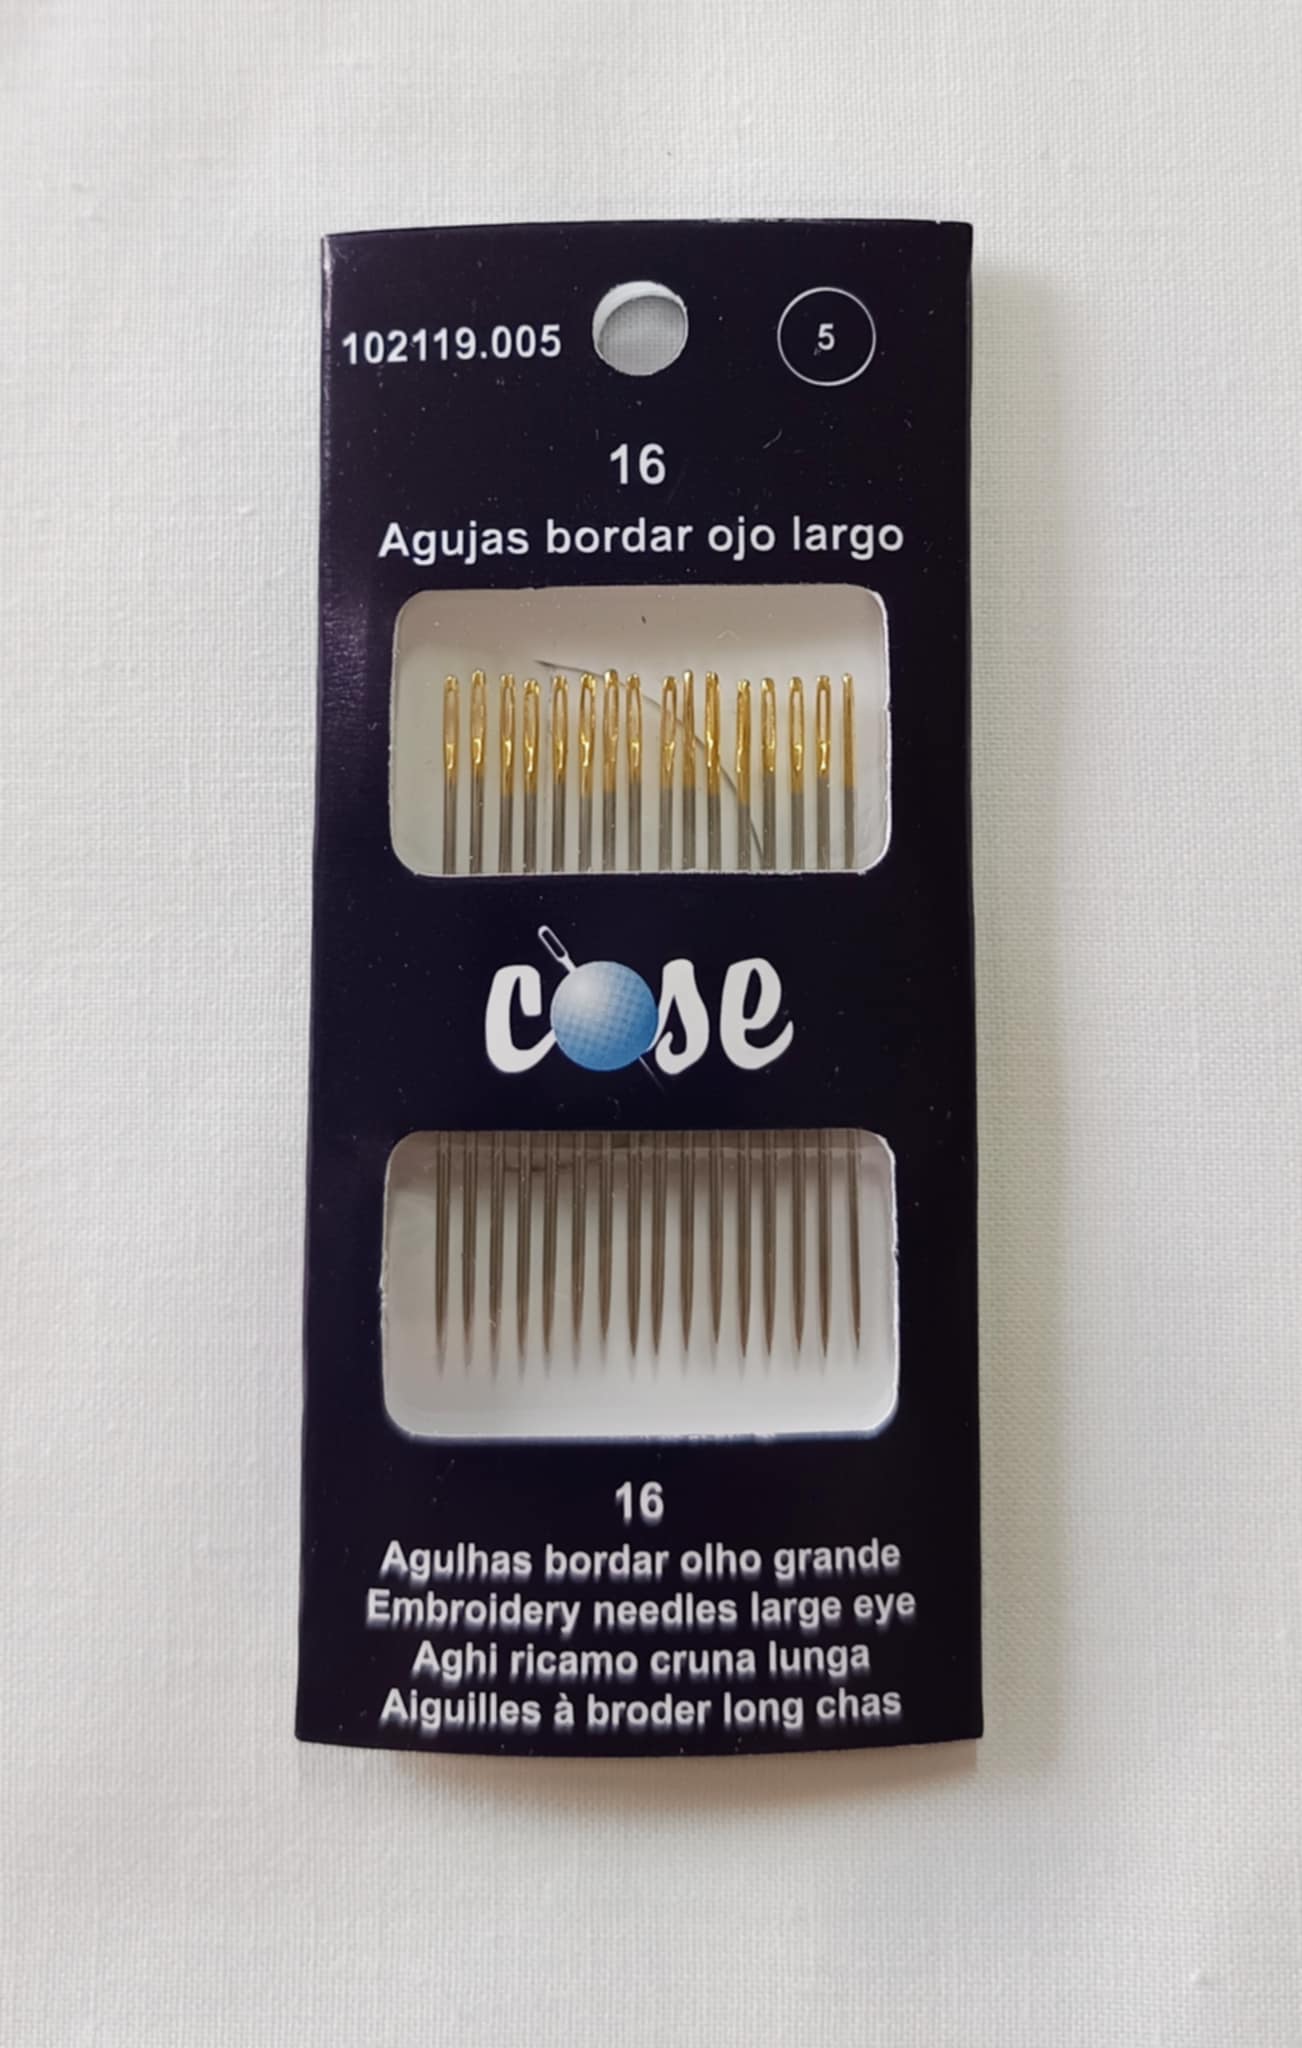 102119.005
5
16
Agujas bordar ojo largo
cose
16
Agulhas bordar olho grande
Embroidery needles large eye
Aghi ricamo cruna lunga
Aiguilles à broder long chas